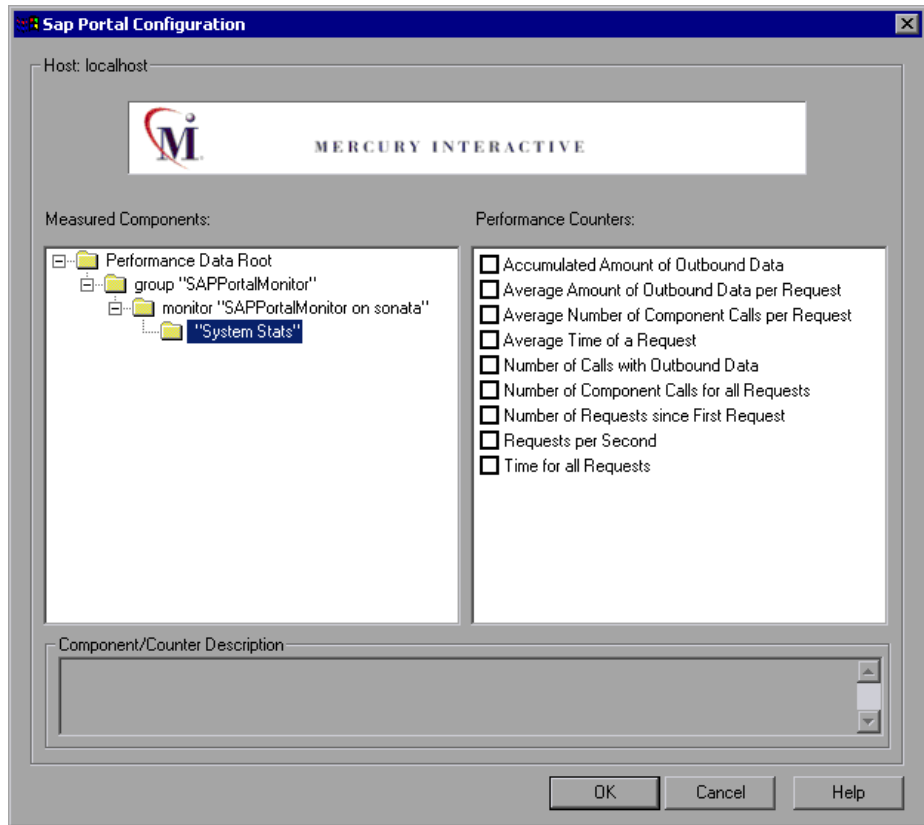 Sap Portal Configuration
Host: localhost
M
MERCURY INTERACTIVE
Measured Components:
Performance Data Root
group "SAPPortalMonitor"
monitor "SAPPortalMonitor on sonata"
"System Stats"
Performance Counters:
Accumulated Amount of Outbound Data
Average Amount of Outbound Data per Request
Average Number of Component Calls per Request
Average Time of a Request
Number of Calls with Outbound Data
Number of Component Calls for all Requests
Number of Requests since First Request
Requests per Second
Time for all Requests
Component/Counter Description
OK Cancel Help